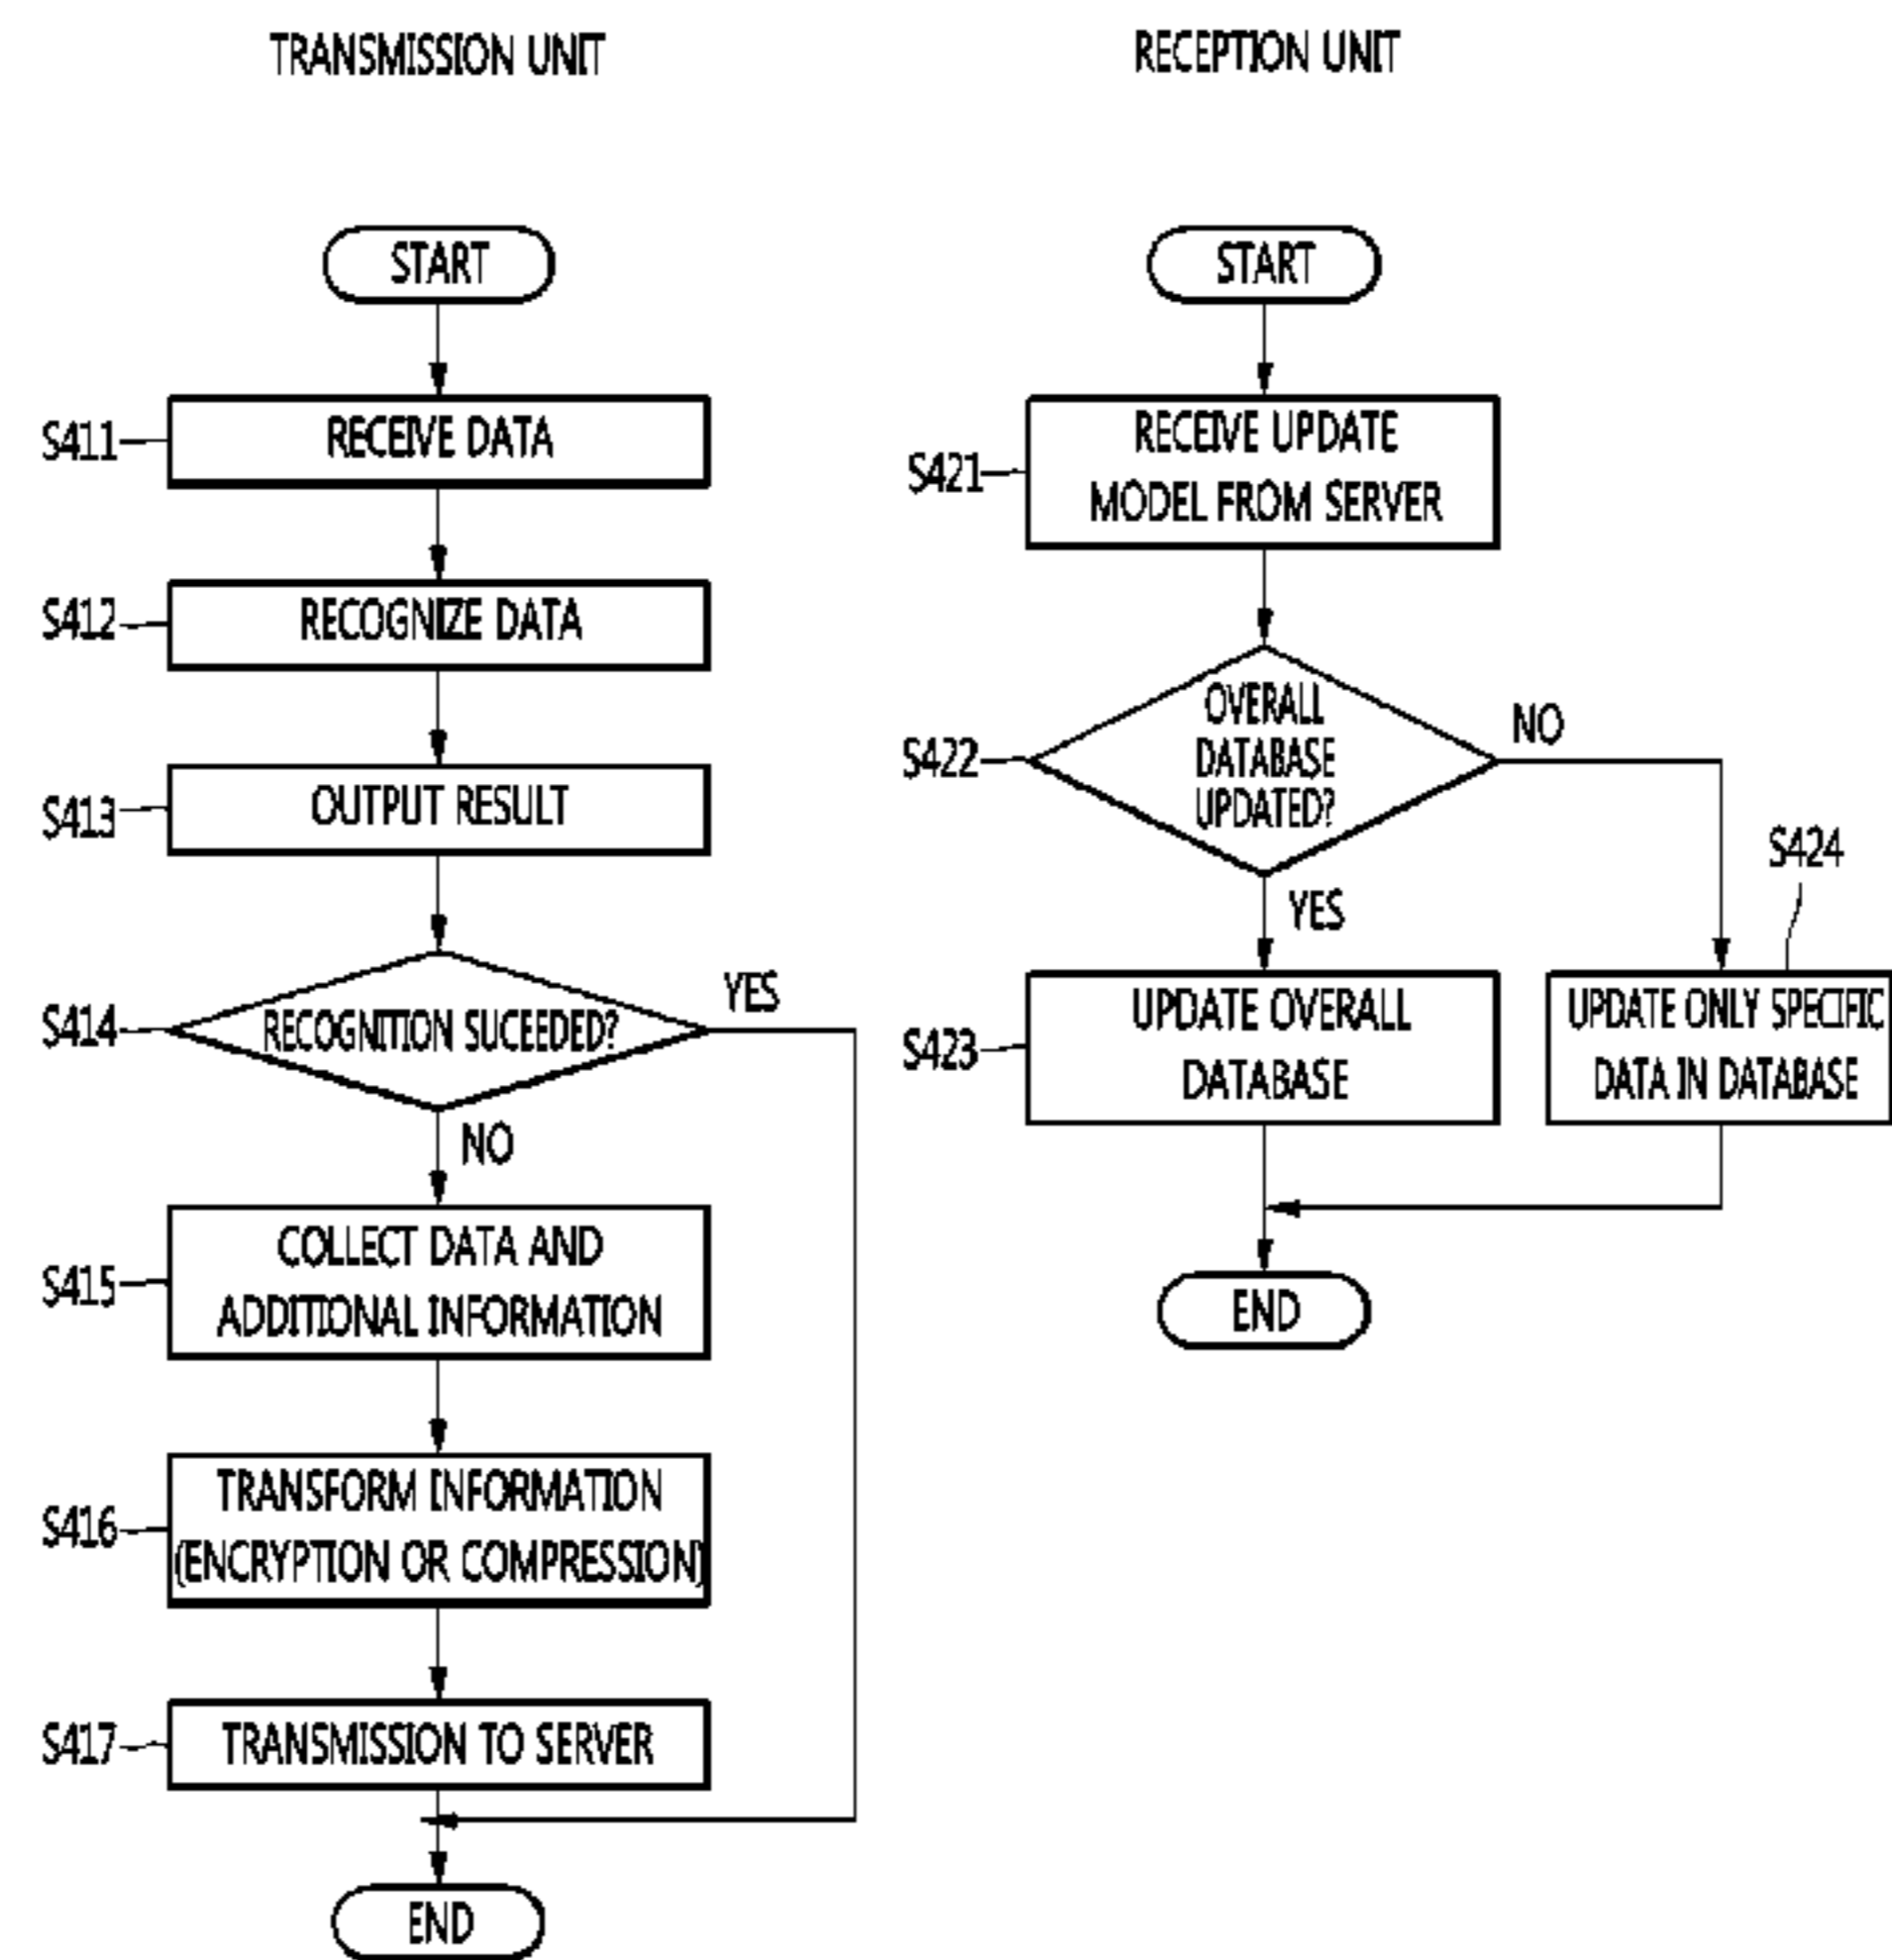 TRANSMISSION UNIT
START
S411
RECEIVE DATA
S412
RECOGNIZE DATA
S413
OUTPUT RESULT
S414
RECOGNITION SUCEEDED?
YES
NO
S415
COLLECT DATA AND
ADDITIONAL INFORMATION
S416
TRANSFORM INFORMATION
(ENCRYPTION OR COMPRESSION)
S417
TRANSMISSION TO SERVER
END
RECEPTION UNIT
START
S421
RECEIVE UPDATE
MODEL FROM SERVER
S422
OVERALL
DATABASE
UPDATED?
NO
YES
S423
UPDATE OVERALL
DATABASE
S424
UPDATE ONLY SPECIFIC
DATA IN DATABASE
END